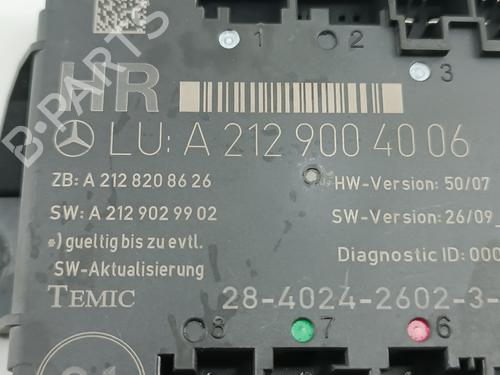 1 2 3
HR
LU: A 212 900 40 06
ZB: A 212 820 86 26
HW-Version: 50/07
SW: A 212 902 99 02
SW-Version: 26/09_
*) gueltig bis zu evtl.
Diagnostic ID: 000
SW-Aktualisierung
TEMIC 28-4024-2602-3-
8 7 6
B-PARTS